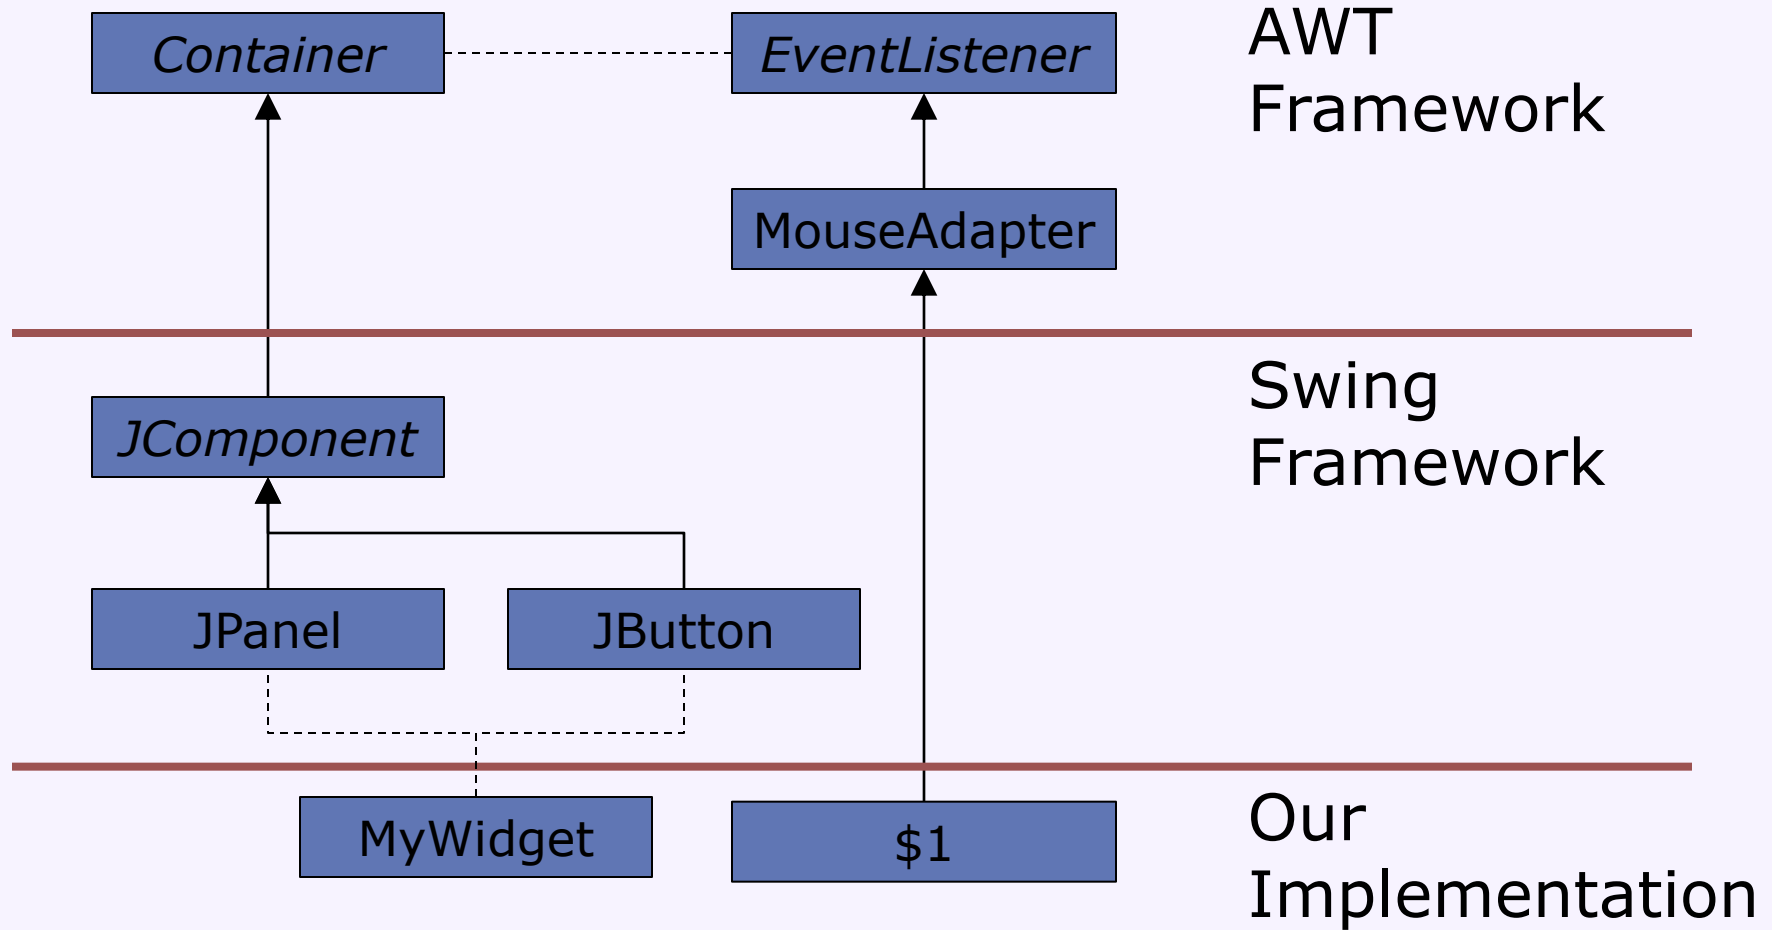 Container
EventListener
AWT
Framework
MouseAdapter
Swing
Framework
JComponent
JPanel
JButton
MyWidget
$1
Our
Implementation